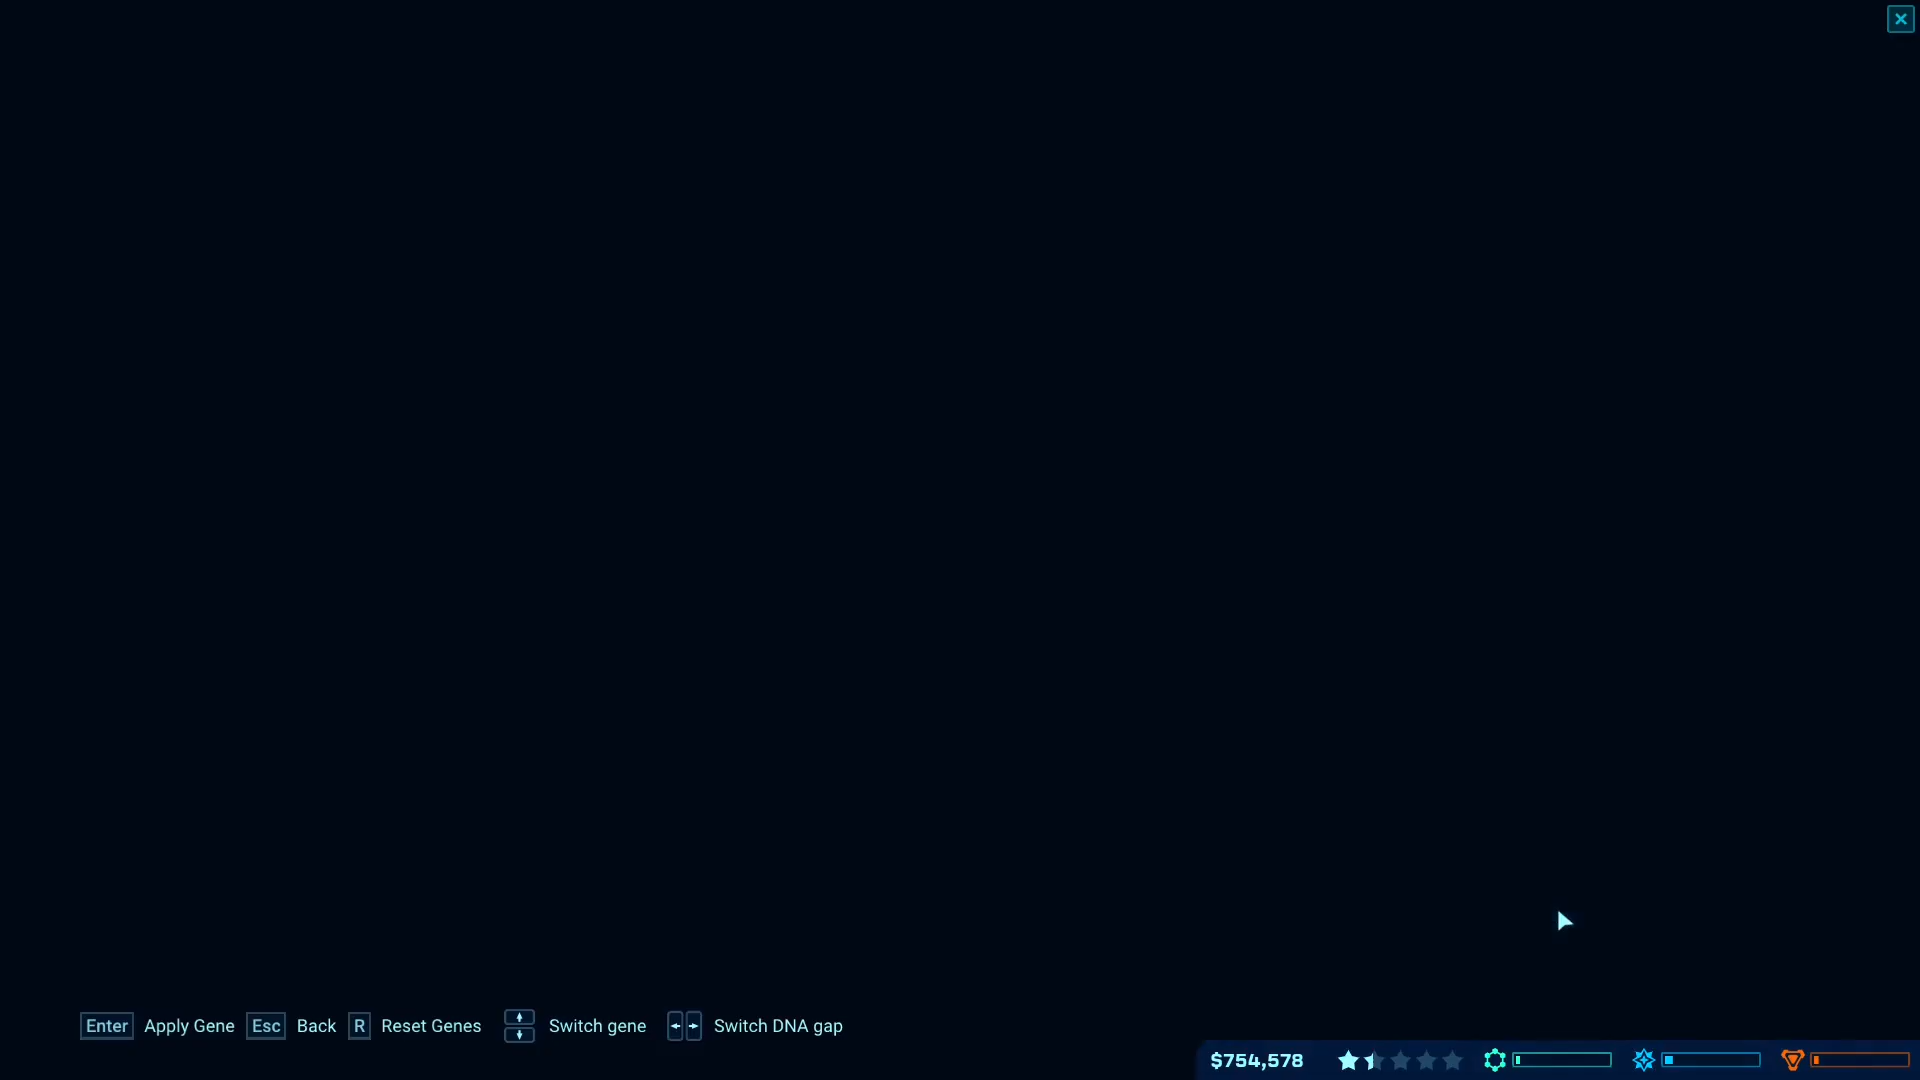 Enter Apply Gene Esc Back R Reset Genes Switch gene Switch DNA gap
$754,578